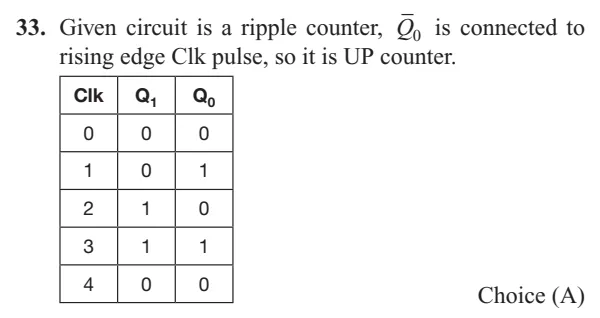 33. Given circuit is a ripple counter, Q̅₀ is connected to
rising edge Clk pulse, so it is UP counter.
Clk Q₁ Q₀
0 0 0
1 0 1
2 1 0
3 1 1
4 0 0
Choice (A)